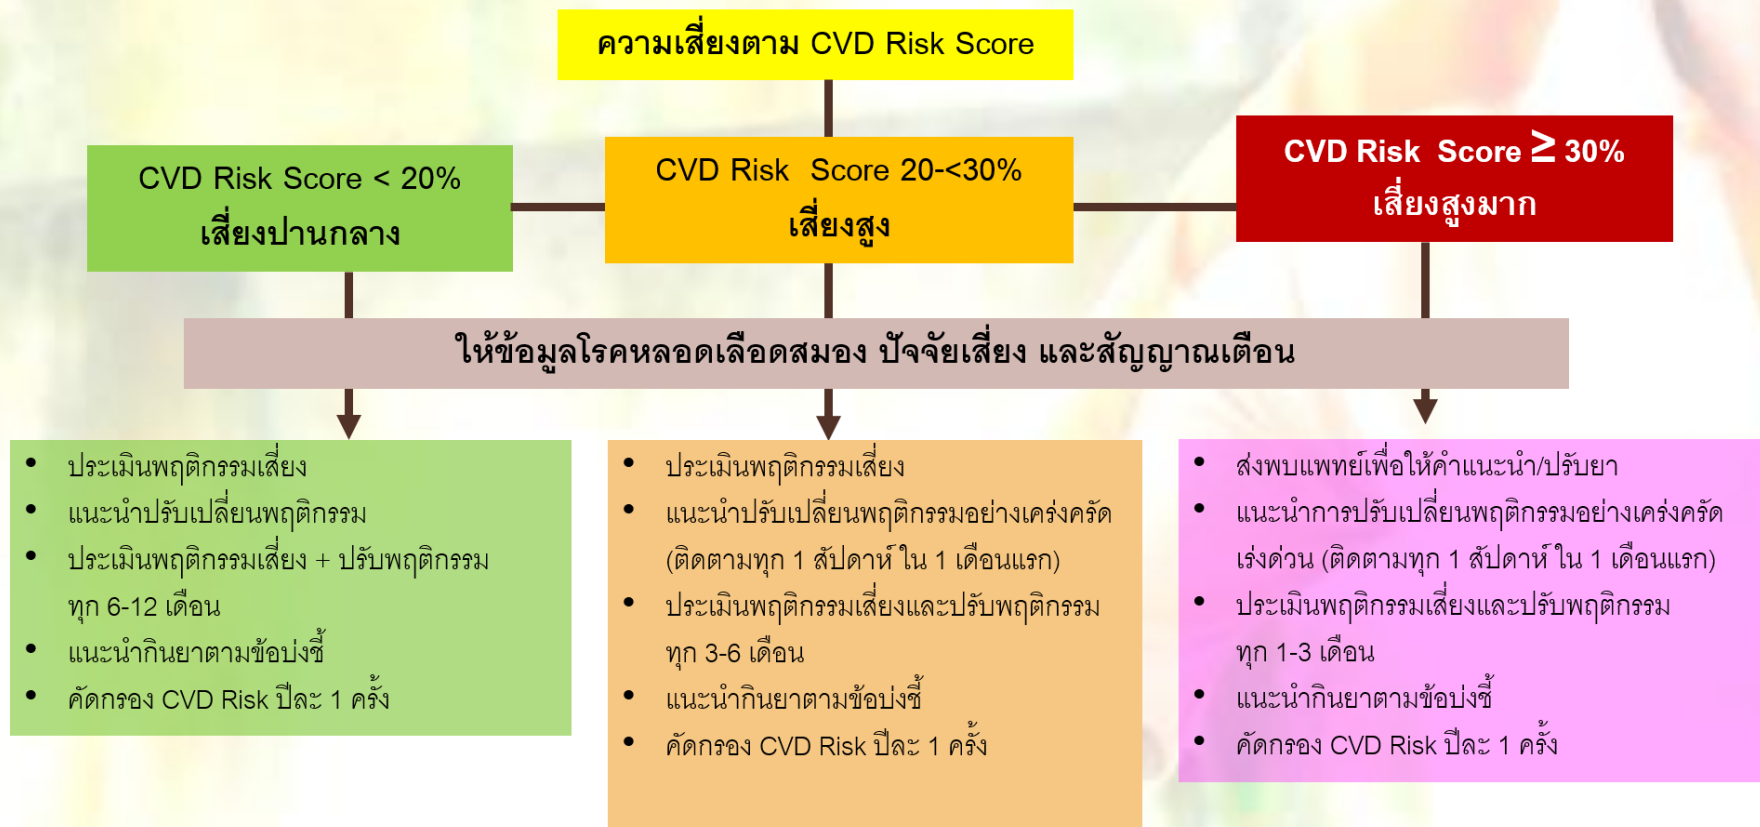 ความเสี่ยงตาม CVD Risk Score
CVD Risk Score < 20%
เสี่ยงปานกลาง
CVD Risk Score 20-<30%
เสี่ยงสูง
CVD Risk Score ≥ 30%
เสี่ยงสูงมาก
ให้ข้อมูลโรคหลอดเลือดสมอง ปัจจัยเสี่ยง และสัญญาณเตือน
• ประเมินพฤติกรรมเสี่ยง
• แนะนำปรับเปลี่ยนพฤติกรรม
• ประเมินพฤติกรรมเสี่ยง + ปรับพฤติกรรม
ทุก 6-12 เดือน
• แนะนำกินยาตามข้อบ่งชี้
• คัดกรอง CVD Risk ปีละ 1 ครั้ง
• ประเมินพฤติกรรมเสี่ยง
• แนะนำปรับเปลี่ยนพฤติกรรมอย่างเคร่งครัด
(ติดตามทุก 1 สัปดาห์ ใน 1 เดือนแรก)
• ประเมินพฤติกรรมเสี่ยงและปรับพฤติกรรม
ทุก 3-6 เดือน
• แนะนำกินยาตามข้อบ่งชี้
• คัดกรอง CVD Risk ปีละ 1 ครั้ง
• ส่งพบแพทย์เพื่อให้คำแนะนำ/ปรับยา
• แนะนำการปรับเปลี่ยนพฤติกรรมอย่างเคร่งครัด
เร่งด่วน (ติดตามทุก 1 สัปดาห์ ใน 1 เดือนแรก)
• ประเมินพฤติกรรมเสี่ยงและปรับพฤติกรรม
ทุก 1-3 เดือน
• แนะนำกินยาตามข้อบ่งชี้
• คัดกรอง CVD Risk ปีละ 1 ครั้ง